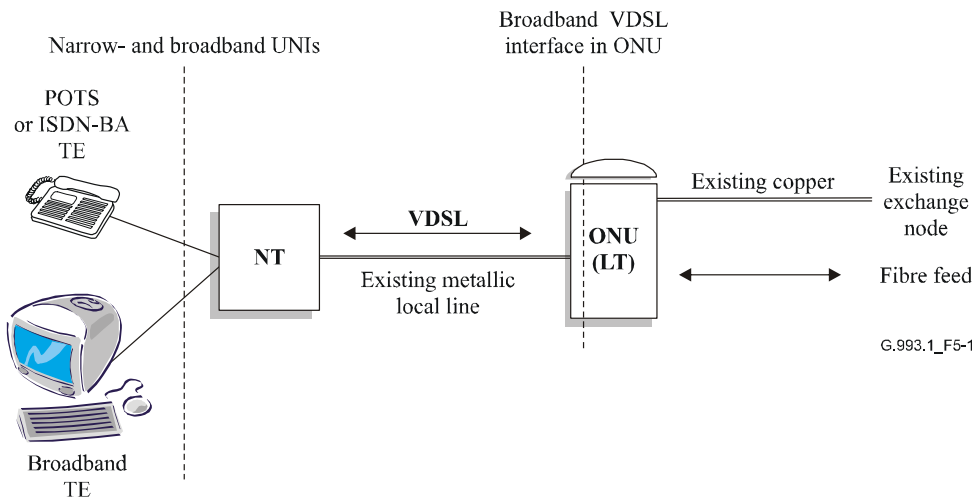 Broadband VDSL
interface in ONU
Narrow- and broadband UNIs
POTS
or ISDN-BA
TE
Existing copper
Existing
exchange
node
VDSL
NT
ONU
(LT)
Existing metallic
local line
Fibre feed
G.993.1_F5-1
Broadband
TE